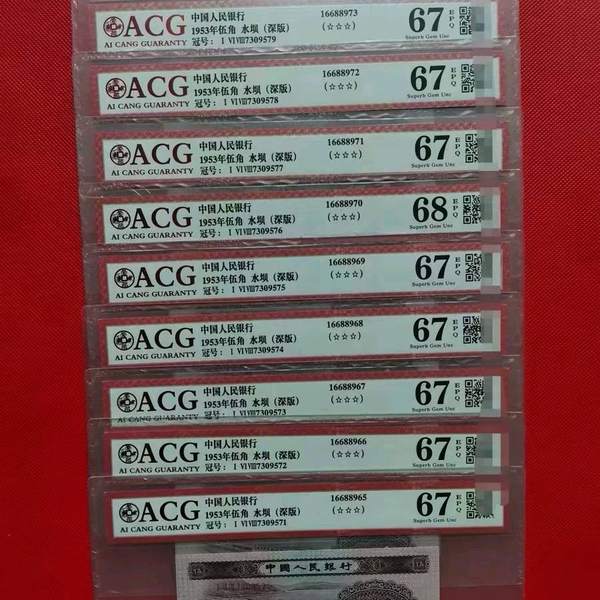 ACG 中国人民银行 16688973 67 EPQ
1953年伍角 水坝（深版） （☆☆☆）
AI CANG GUARANTY 冠号： I VI VIII7309579 Superb Gem Unc
ACG 中国人民银行 16688972 67 EPQ
1953年伍角 水坝（深版） （☆☆☆）
AI CANG GUARANTY 冠号： I VI VIII7309578 Superb Gem Unc
ACG 中国人民银行 16688971 67 EPQ
1953年伍角 水坝（深版） （☆☆☆）
AI CANG GUARANTY 冠号： I VI VIII7309577 Superb Gem Unc
ACG 中国人民银行 16688970 68 EPQ
1953年伍角 水坝（深版） （☆☆☆）
AI CANG GUARANTY 冠号： I VI VIII7309576 Superb Gem Unc
ACG 中国人民银行 16688969 67 EPQ
1953年伍角 水坝（深版） （☆☆☆）
AI CANG GUARANTY 冠号： I VI VIII7309575 Superb Gem Unc
ACG 中国人民银行 16688968 67 EPQ
1953年伍角 水坝（深版） （☆☆☆）
AI CANG GUARANTY 冠号： I VI VIII7309574 Superb Gem Unc
ACG 中国人民银行 16688967 67 EPQ
1953年伍角 水坝（深版） （☆☆☆）
AI CANG GUARANTY 冠号： I VI VIII7309573 Superb Gem Unc
ACG 中国人民银行 16688966 67 EPQ
1953年伍角 水坝（深版） （☆☆☆）
AI CANG GUARANTY 冠号： I VI VIII7309572 Superb Gem Unc
ACG 中国人民银行 16688965 67 EPQ
1953年伍角 水坝（深版） （☆☆☆）
AI CANG GUARANTY 冠号： I VI VIII7309571 Superb Gem Unc
中国人民银行